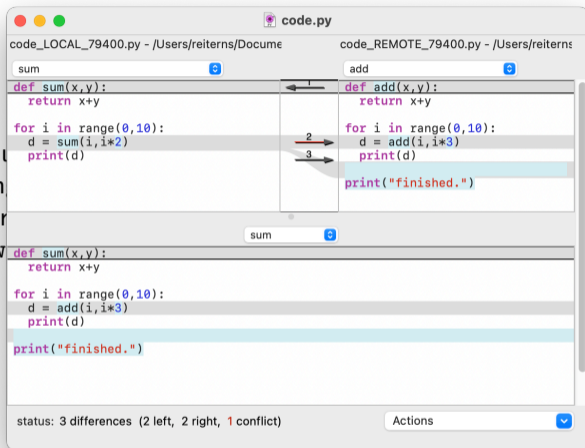 code.py
code_LOCAL_79400.py - /Users/reiterns/Docume
code_REMOTE_79400.py - /Users/reiterns
sum
add
def sum(x,y):
  return x+y
for i in range(0,10):
  d = sum(i,i*2)
  print(d)
1
2
3
def add(x,y):
  return x+y
for i in range(0,10):
  d = add(i,i*3)
  print(d)
print("finished.")
sum
def sum(x,y):
  return x+y
for i in range(0,10):
  d = add(i,i*3)
  print(d)
print("finished.")
status: 3 differences (2 left, 2 right, 1 conflict)
Actions